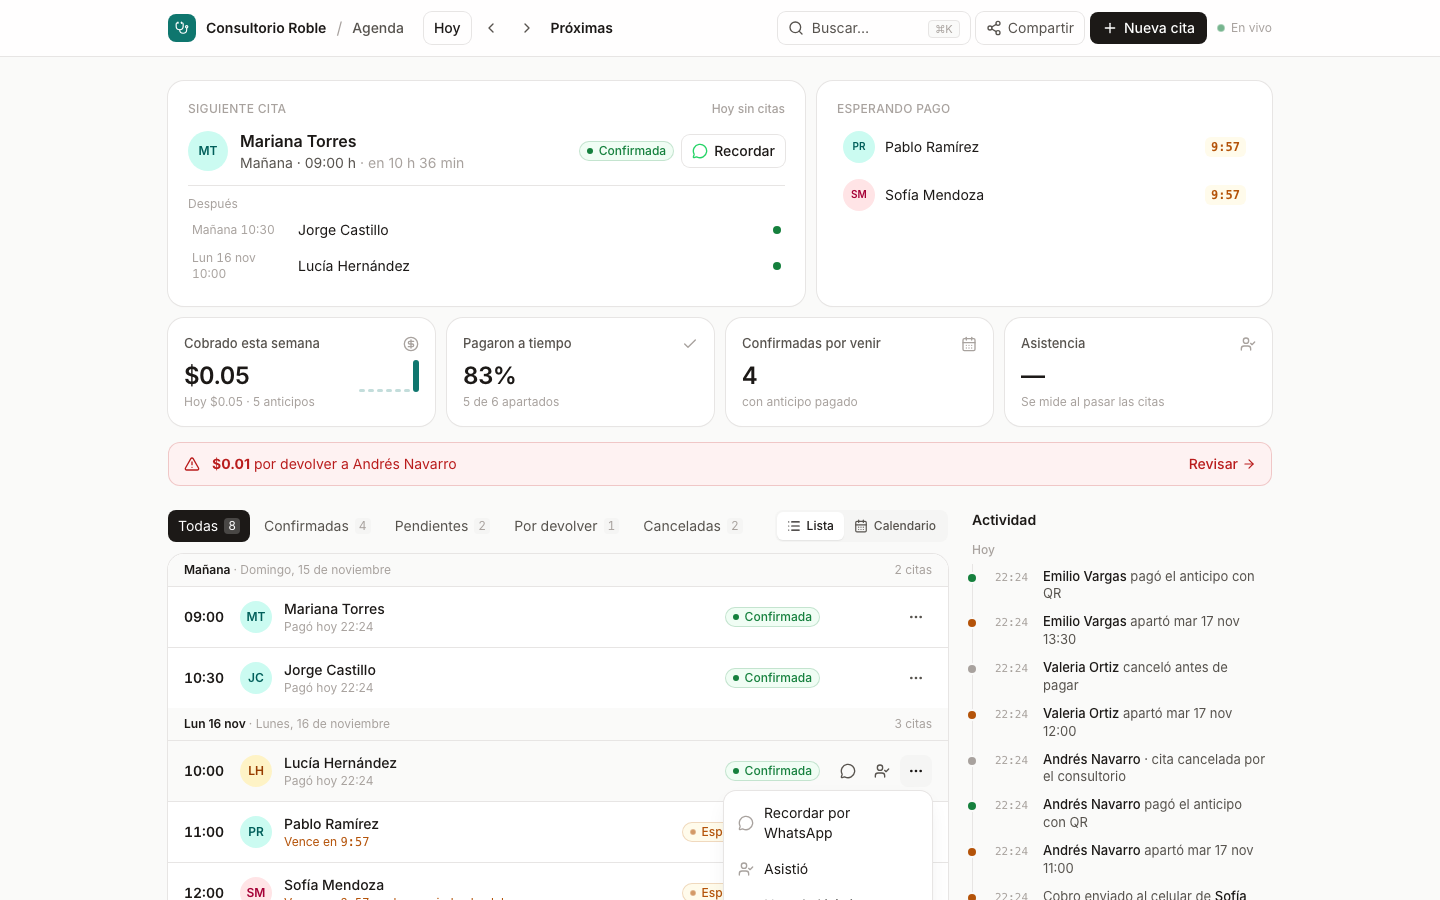 Consultorio Roble / Agenda
Hoy
Próximas
Buscar...
⌘K
Compartir
Nueva cita
En vivo
SIGUIENTE CITA
Hoy sin citas
MT
Mariana Torres
Mañana · 09:00 h · en 10 h 36 min
Confirmada
Recordar
Después
Mañana 10:30
Jorge Castillo
Lun 16 nov
10:00
Lucía Hernández
ESPERANDO PAGO
PR
Pablo Ramírez
9:57
SM
Sofía Mendoza
9:57
Cobrado esta semana
$0.05
Hoy $0.05 · 5 anticipos
Pagaron a tiempo
83%
5 de 6 apartados
Confirmadas por venir
4
con anticipo pagado
Asistencia
—
Se mide al pasar las citas
$0.01 por devolver a Andrés Navarro
Revisar →
Todas 8
Confirmadas 4
Pendientes 2
Por devolver 1
Canceladas 2
Lista
Calendario
Mañana · Domingo, 15 de noviembre
2 citas
09:00
MT
Mariana Torres
Pagó hoy 22:24
Confirmada
10:30
JC
Jorge Castillo
Pagó hoy 22:24
Confirmada
Lun 16 nov · Lunes, 16 de noviembre
3 citas
10:00
LH
Lucía Hernández
Pagó hoy 22:24
Confirmada
11:00
PR
Pablo Ramírez
Vence en 9:57
Esp
12:00
SM
Sofía Mendoza
Esp
Recordar por
WhatsApp
Asistió
Actividad
Hoy
22:24
Emilio Vargas pagó el anticipo con
QR
22:24
Emilio Vargas apartó mar 17 nov
13:30
22:24
Valeria Ortiz canceló antes de
pagar
22:24
Valeria Ortiz apartó mar 17 nov
12:00
22:24
Andrés Navarro · cita cancelada por
el consultorio
22:24
Andrés Navarro pagó el anticipo
con QR
22:24
Andrés Navarro apartó mar 17 nov
11:00
22:24
Cobro enviado al celular de Sofía